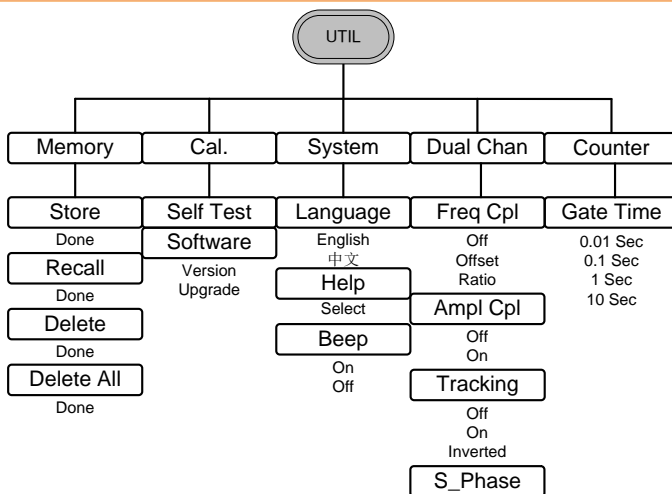 UTIL
Memory
Cal.
System
Dual Chan
Counter
Store
Done
Recall
Done
Delete
Done
Delete All
Done
Self Test
Software
Version
Upgrade
Language
English
中文
Help
Select
Beep
On
Off
Freq Cpl
Off
Offset
Ratio
Ampl Cpl
Off
On
Tracking
Off
On
Inverted
S_Phase
Gate Time
0.01 Sec
0.1 Sec
1 Sec
10 Sec